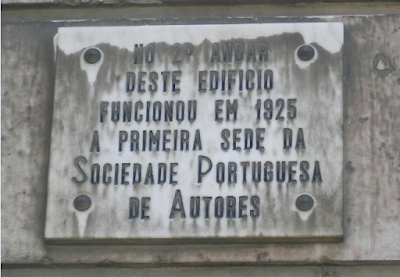 NO 2º ANDAR
DESTE EDIFICIO
FUNCIONOU EM 1925
A PRIMEIRA SEDE DA
SOCIEDADE PORTUGUESA
DE AUTORES